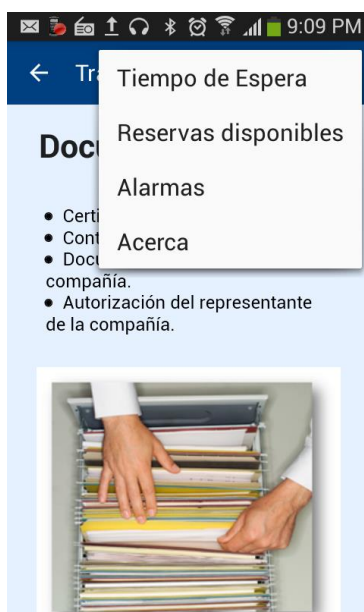 9:09 PM
Tiempo de Espera
Reservas disponibles
Alarmas
Acerca
compañía.
• Autorización del representante
de la compañía.